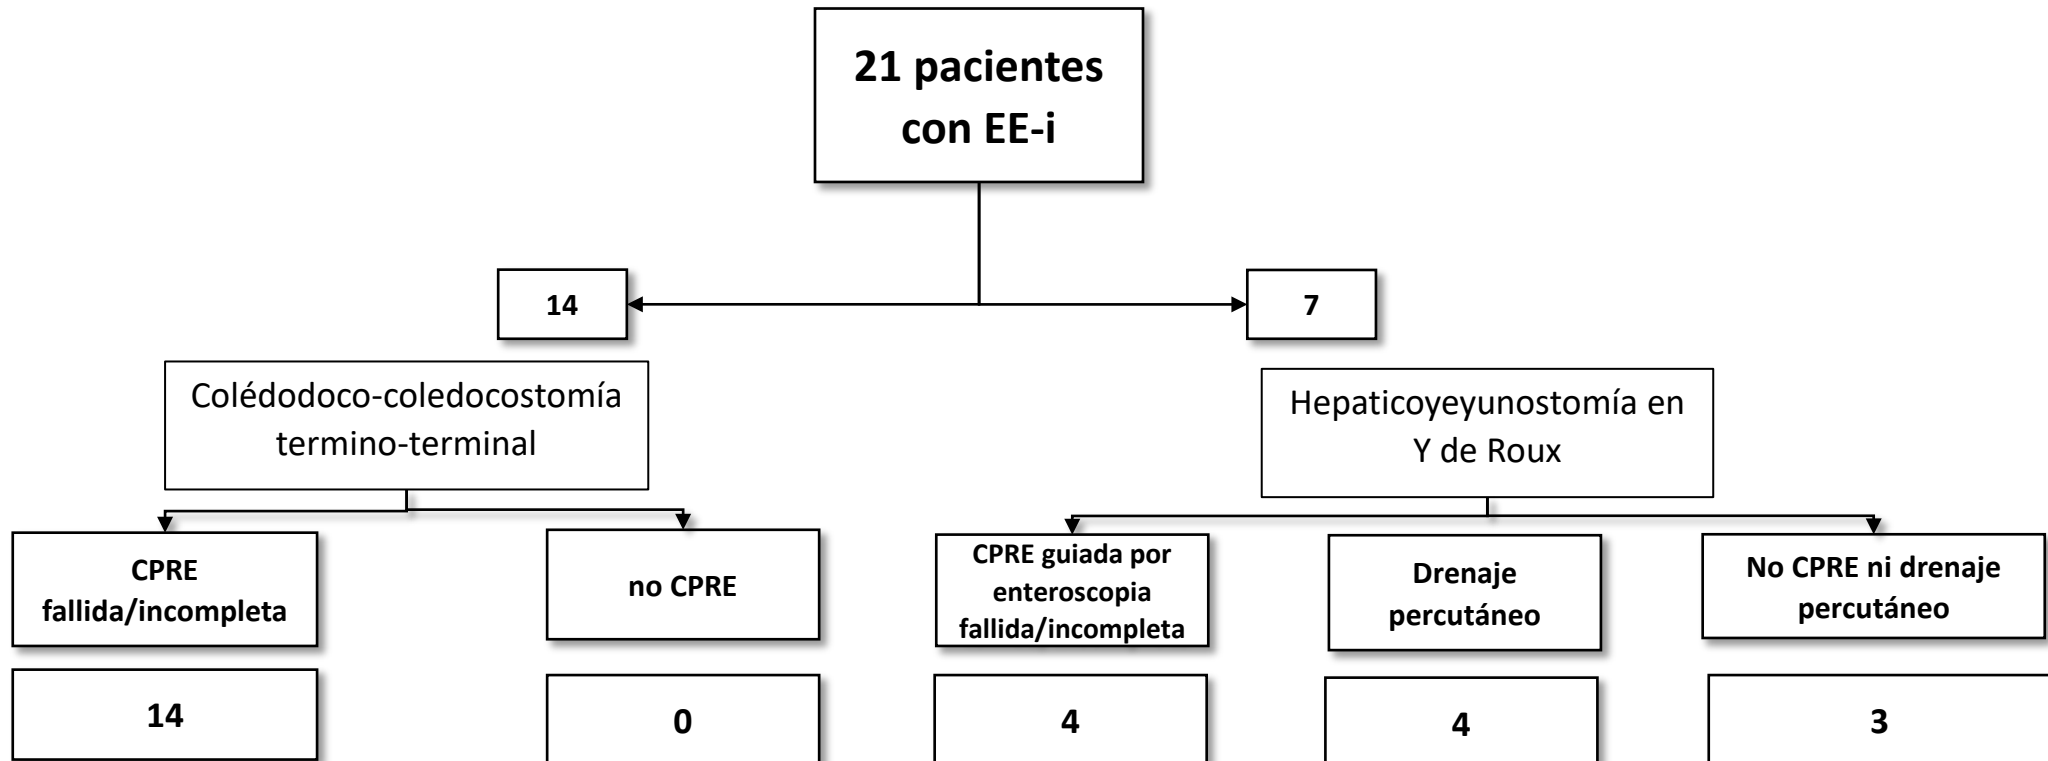 21 pacientes
con EE-i
14
7
Colédodoco-coledocostomía
termino-terminal
Hepaticoyeyunostomía en
Y de Roux
CPRE
fallida/incompleta
no CPRE
CPRE guiada por
enteroscopia
fallida/incompleta
Drenaje
percutáneo
No CPRE ni drenaje
percutáneo
14
0
4
4
3